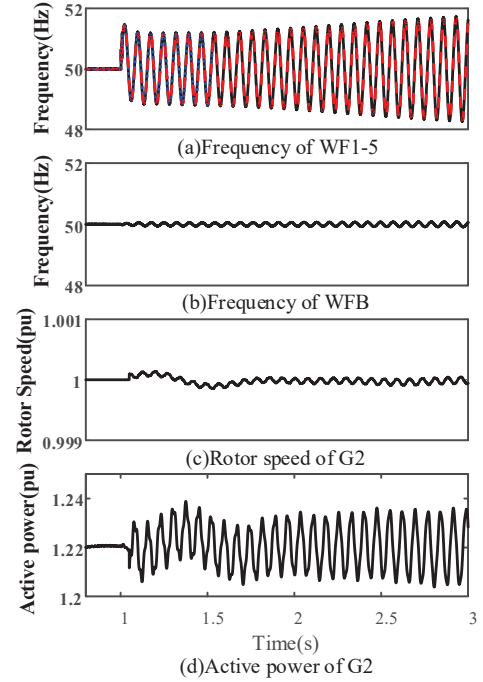 52
Frequency(Hz)
50
48
(a)Frequency of WF1-5
52
Frequency(Hz)
50
48
(b)Frequency of WFB
1.001
Rotor Speed(pu)
1
0.999
(c)Rotor speed of G2
Active power(pu)
1.24
1.22
1.2
1 1.5 2 2.5 3
Time(s)
(d)Active power of G2